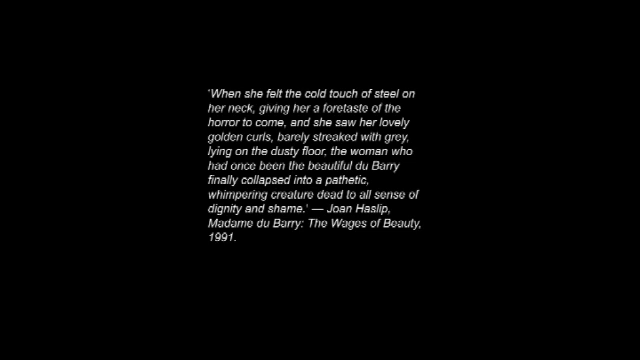 'When she felt the cold touch of steel on
her neck, giving her a foretaste of the
horror to come, and she saw her lovely
golden curls, barely streaked with grey,
lying on the dusty floor, the woman who
had once been the beautiful du Barry
finally collapsed into a pathetic,
whimpering creature dead to all sense of
dignity and shame.' — Joan Haslip,
Madame du Barry: The Wages of Beauty,
1991.